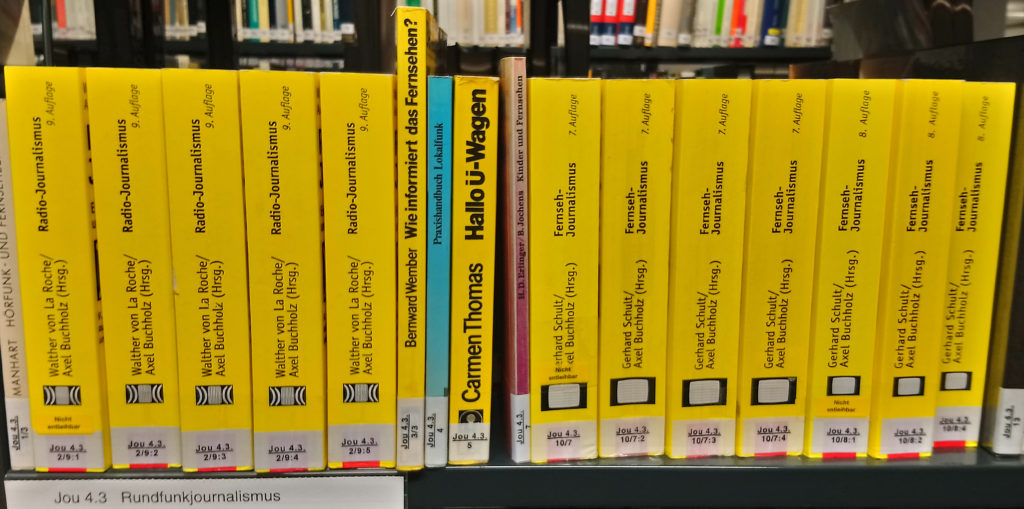 MANHART HÖRFUNK- UND FERNSEH
Jou 4.3.
1/3
9. Auflage
Radio-Journalismus
Walther von La Roche/
Axel Buchholz (Hrsg.)
Nicht
entleihbar
Jou 4.3.
2/9:1
9. Auflage
Radio-Journalismus
Walther von La Roche/
Axel Buchholz (Hrsg.)
Jou 4.3.
2/9:2
9. Auflage
Radio-Journalismus
Walther von La Roche/
Axel Buchholz (Hrsg.)
Jou 4.3.
2/9:3
9. Auflage
Radio-Journalismus
Walther von La Roche/
Axel Buchholz (Hrsg.)
Jou 4.3.
2/9:4
9. Auflage
Radio-Journalismus
Walther von La Roche/
Axel Buchholz (Hrsg.)
Jou 4.3.
2/9:5
Bernward Wember Wie informiert das Fernsehen?
Jou 4.3.
3/3
Praxishandbuch Lokalfunk
Jou 4.3.
4
Carmen Thomas Hallo Ü-Wagen
Jou 4.3.
5
H.D. Erlinger/B. Jochens Kinder und Fernsehen
Jou 4.3.
7
7. Auflage
Fernseh-
Journalismus
Gerhard Schult/
Axel Buchholz (Hrsg.)
Nicht
entleihbar
Jou 4.3.
10/7
7. Auflage
Fernseh-
Journalismus
Gerhard Schult/
Axel Buchholz (Hrsg.)
Jou 4.3.
10/7:2
7. Auflage
Fernseh-
Journalismus
Gerhard Schult/
Axel Buchholz (Hrsg.)
Jou 4.3.
10/7:3
7. Auflage
Fernseh-
Journalismus
Gerhard Schult/
Axel Buchholz (Hrsg.)
Jou 4.3.
10/7:4
8. Auflage
Fernseh-
Journalismus
Gerhard Schult/
Axel Buchholz (Hrsg.)
Nicht
entleihbar
Jou 4.3.
10/8:1
8. Auflage
Fernseh-
Journalismus
Gerhard Schult/
Axel Buchholz (Hrsg.)
Jou 4.3.
10/8:2
8. Auflage
Fernseh-
Journalismus
Gerhard Schult/
Axel Buchholz (Hrsg.)
Jou 4.3.
10/8:4
Jou 4.3.
13
Jou 4.3 Rundfunkjournalismus